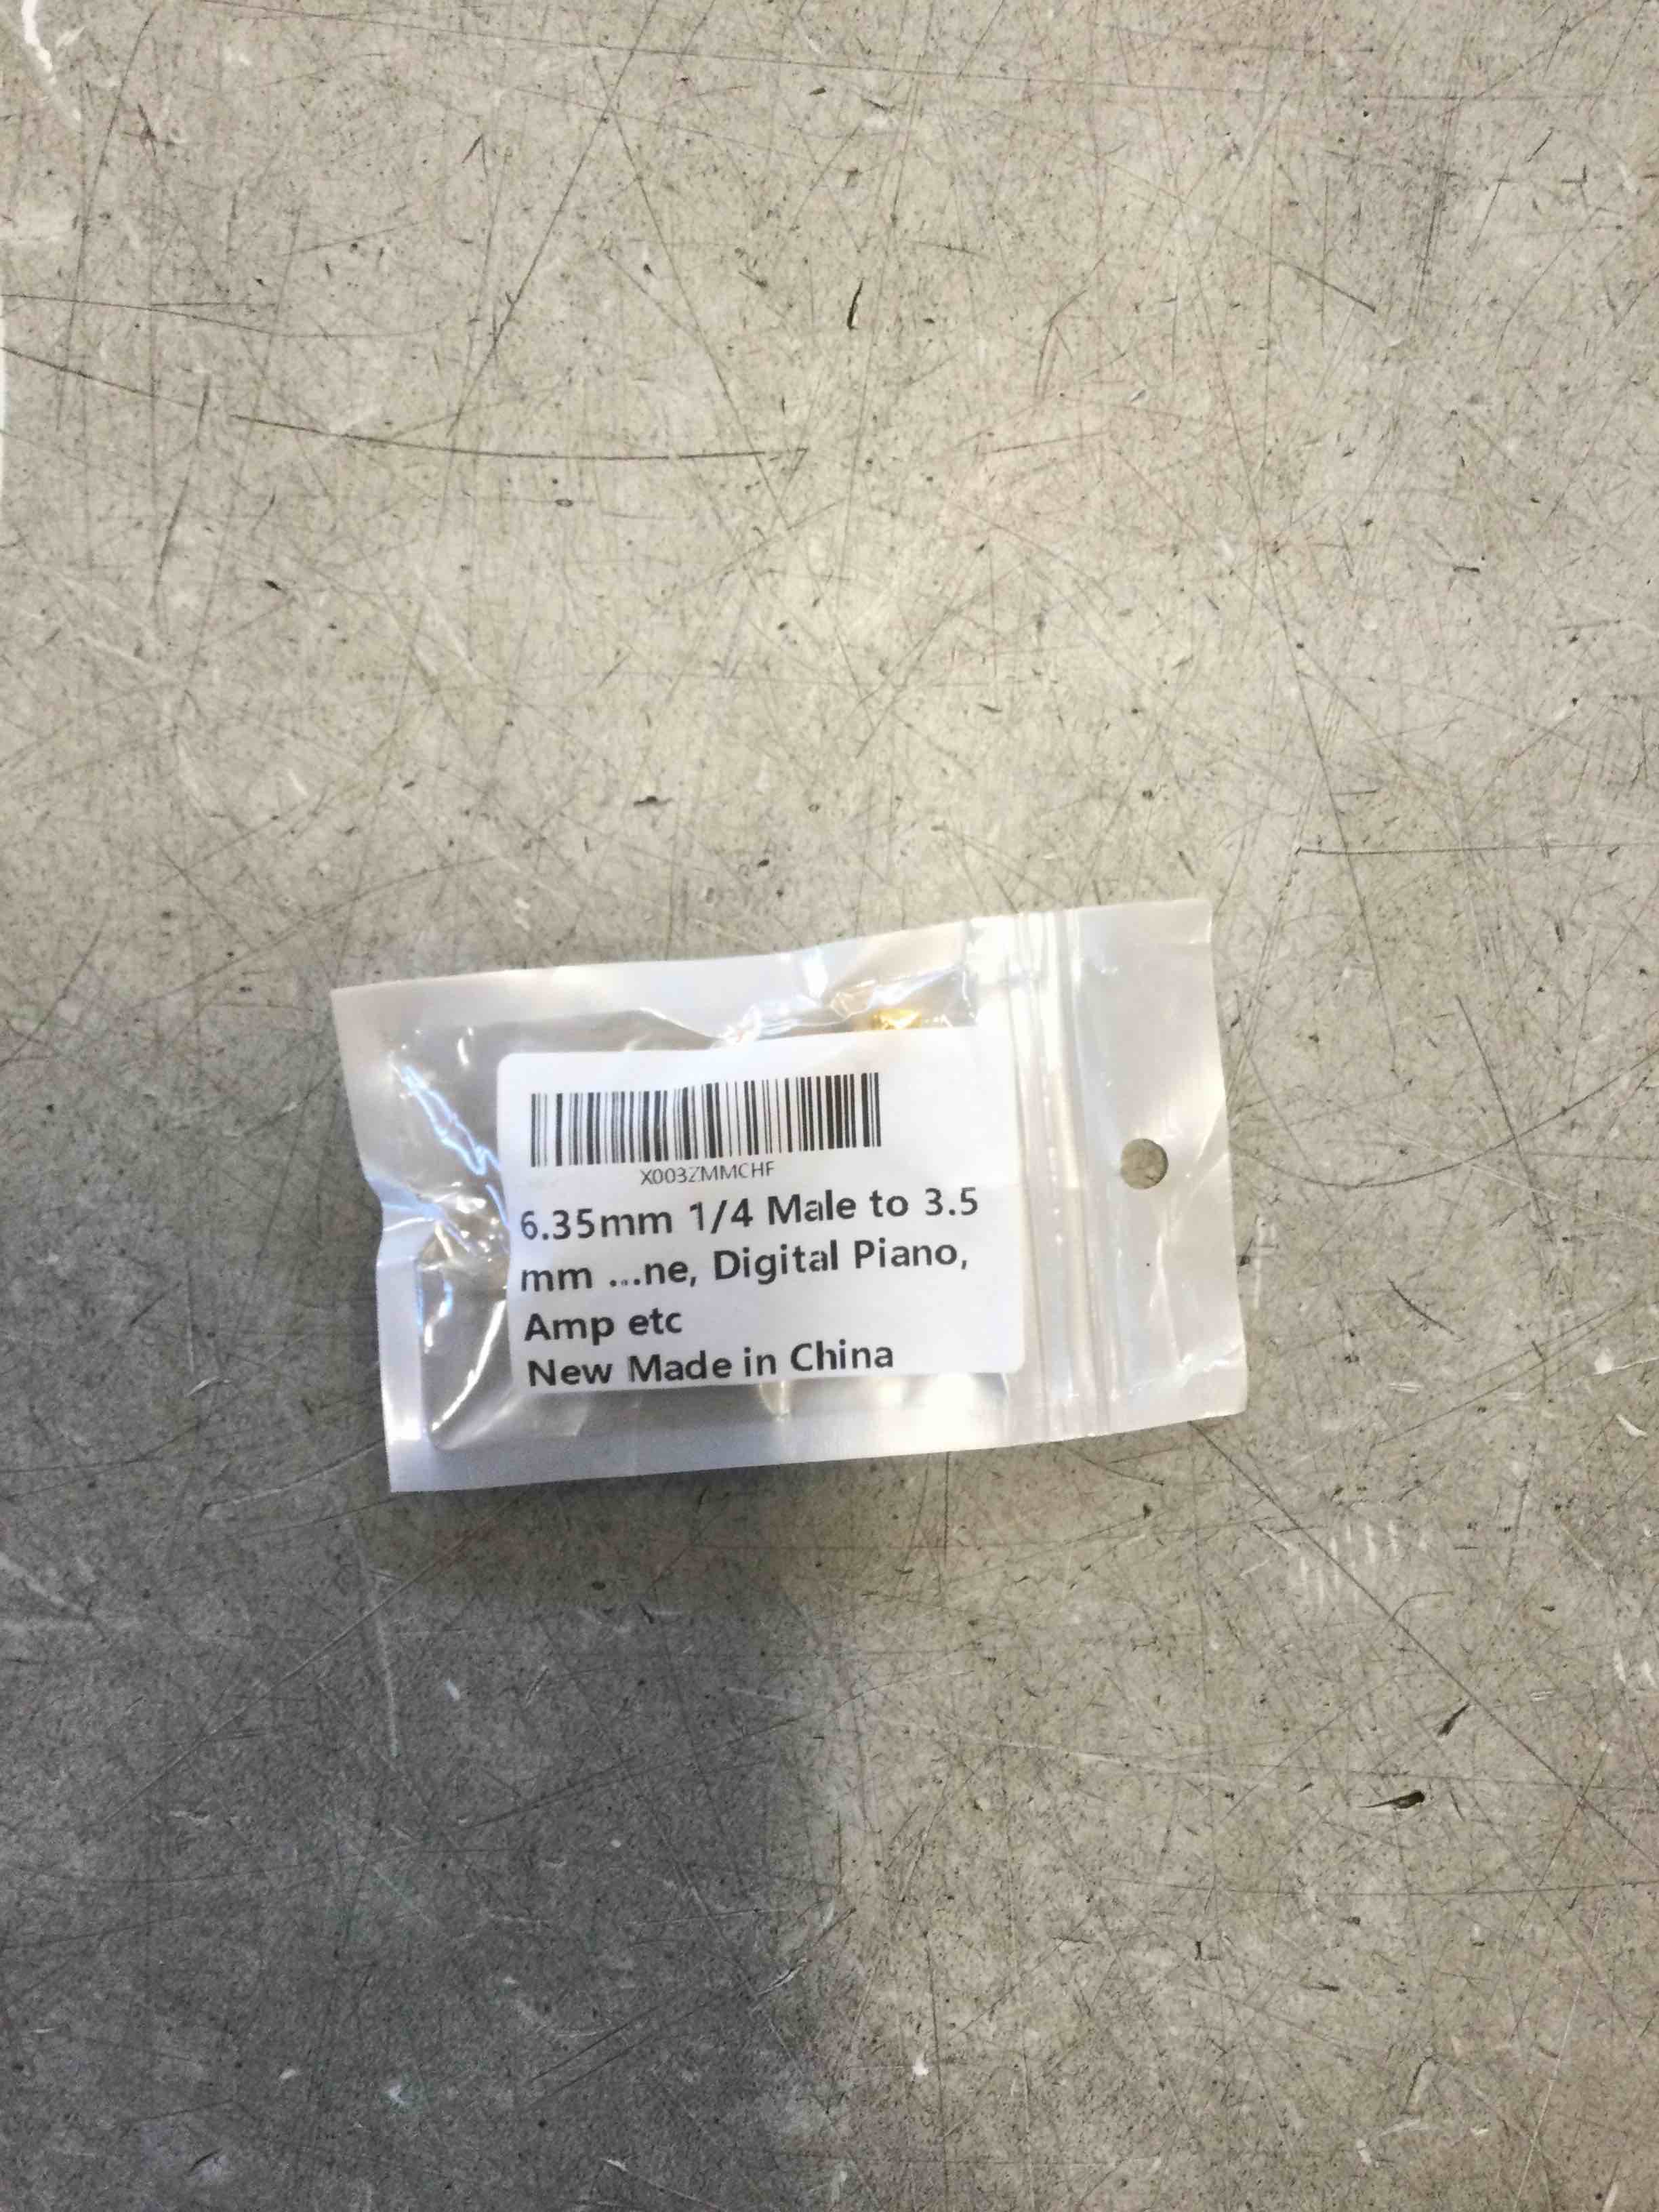 X003ZMMCHF
6.35mm 1/4 Male to 3.5
mm ...ne, Digital Piano,
Amp etc
New Made in China